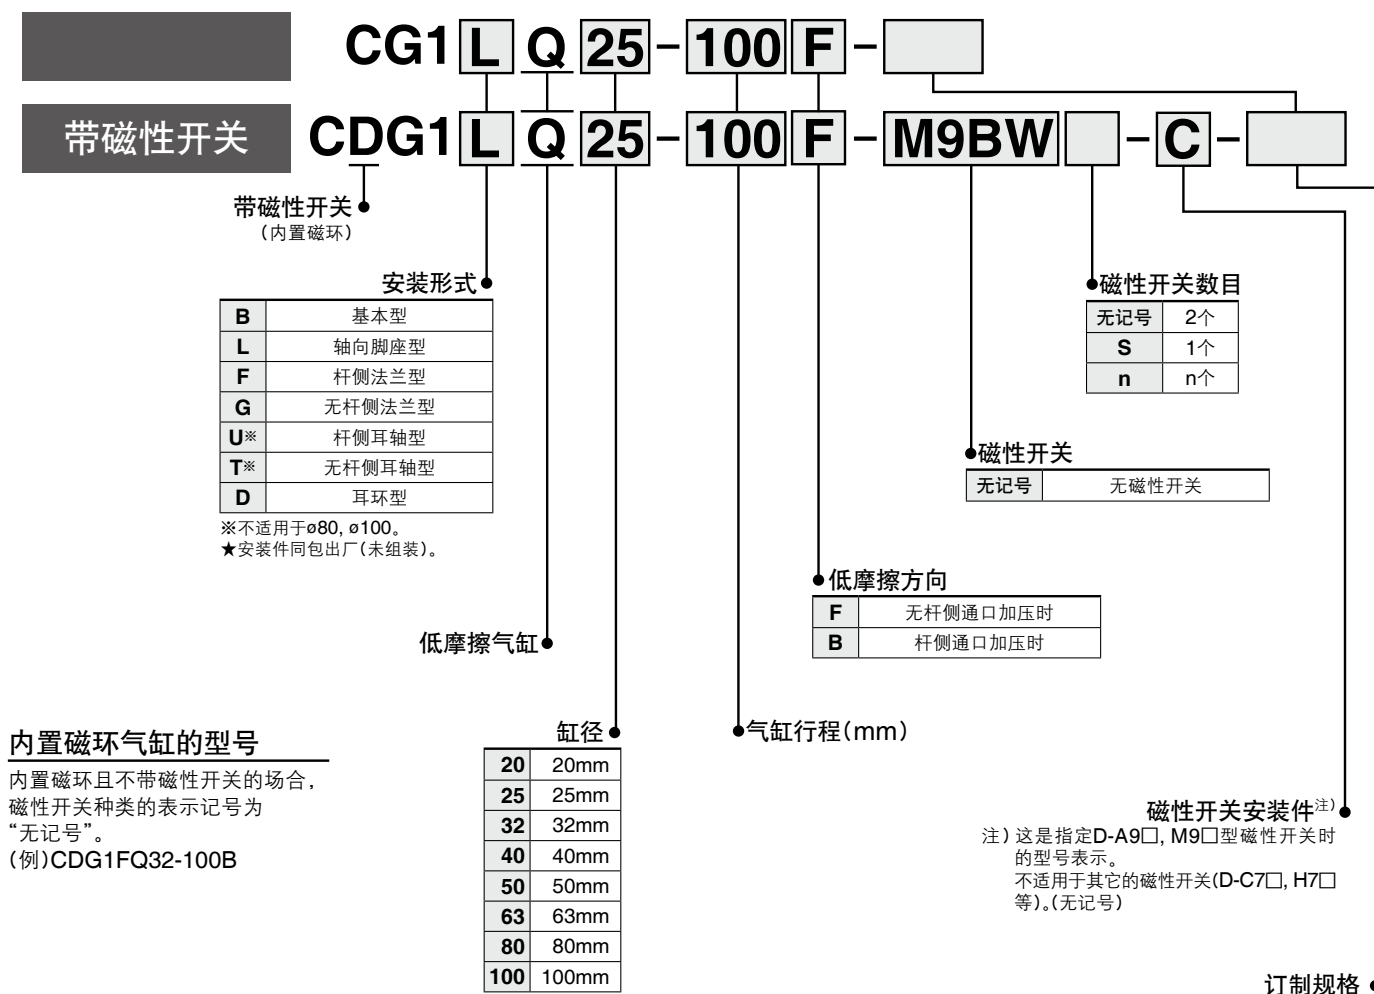 CG1 L Q 25 - 100 F -
带磁性开关 CDG1 L Q 25 - 100 F - M9BW - C -
带磁性开关
(内置磁环)
安装形式
B 基本型
L 轴向脚座型
F 杆侧法兰型
G 无杆侧法兰型
U※ 杆侧耳轴型
T※ 无杆侧耳轴型
D 耳环型
※不适用于ø80, ø100。
★安装件同包出厂(未组装)。
磁性开关数目
无记号 2个
S 1个
n n个
磁性开关
无记号 无磁性开关
低摩擦方向
F 无杆侧通口加压时
B 杆侧通口加压时
低摩擦气缸
缸径
20 20mm
25 25mm
32 32mm
40 40mm
50 50mm
63 63mm
80 80mm
100 100mm
气缸行程(mm)
内置磁环气缸的型号
内置磁环且不带磁性开关的场合,
磁性开关种类的表示记号为
“无记号”。
(例)CDG1FQ32-100B
磁性开关安装件注)
注)这是指定D-A9□, M9□型磁性开关时
的型号表示。
不适用于其它的磁性开关(D-C7□, H7□
等)。(无记号)
订制规格